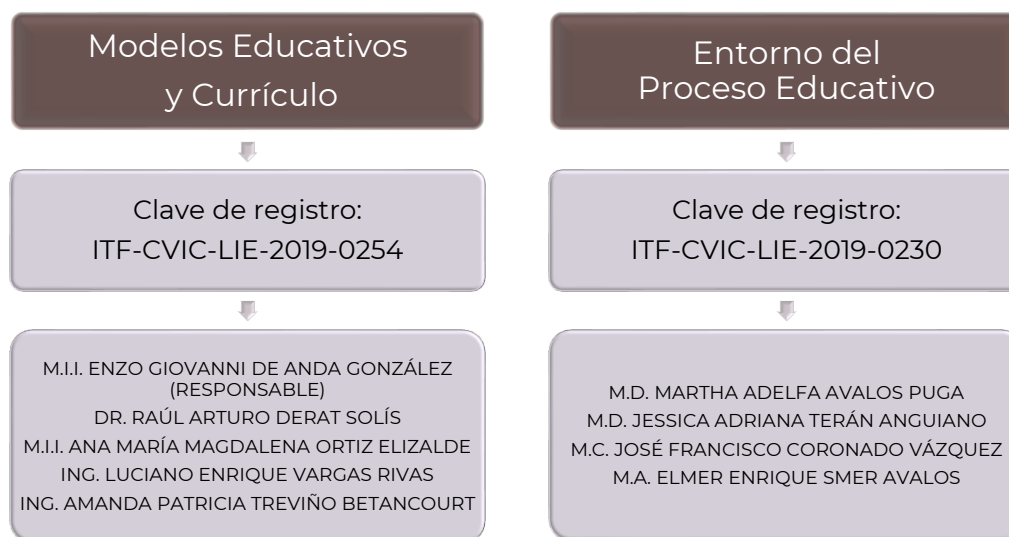 Modelos Educativos
y Currículo
Clave de registro:
ITF-CVIC-LIE-2019-0254
M.I.I. ENZO GIOVANNI DE ANDA GONZÁLEZ
(RESPONSABLE)
DR. RAÚL ARTURO DERAT SOLÍS
M.I.I. ANA MARÍA MAGDALENA ORTIZ ELIZALDE
ING. LUCIANO ENRIQUE VARGAS RIVAS
ING. AMANDA PATRICIA TREVIÑO BETANCOURT
Entorno del
Proceso Educativo
Clave de registro:
ITF-CVIC-LIE-2019-0230
M.D. MARTHA ADELFA AVALOS PUGA
M.D. JESSICA ADRIANA TERÁN ANGUIANO
M.C. JOSÉ FRANCISCO CORONADO VÁZQUEZ
M.A. ELMER ENRIQUE SMER AVALOS